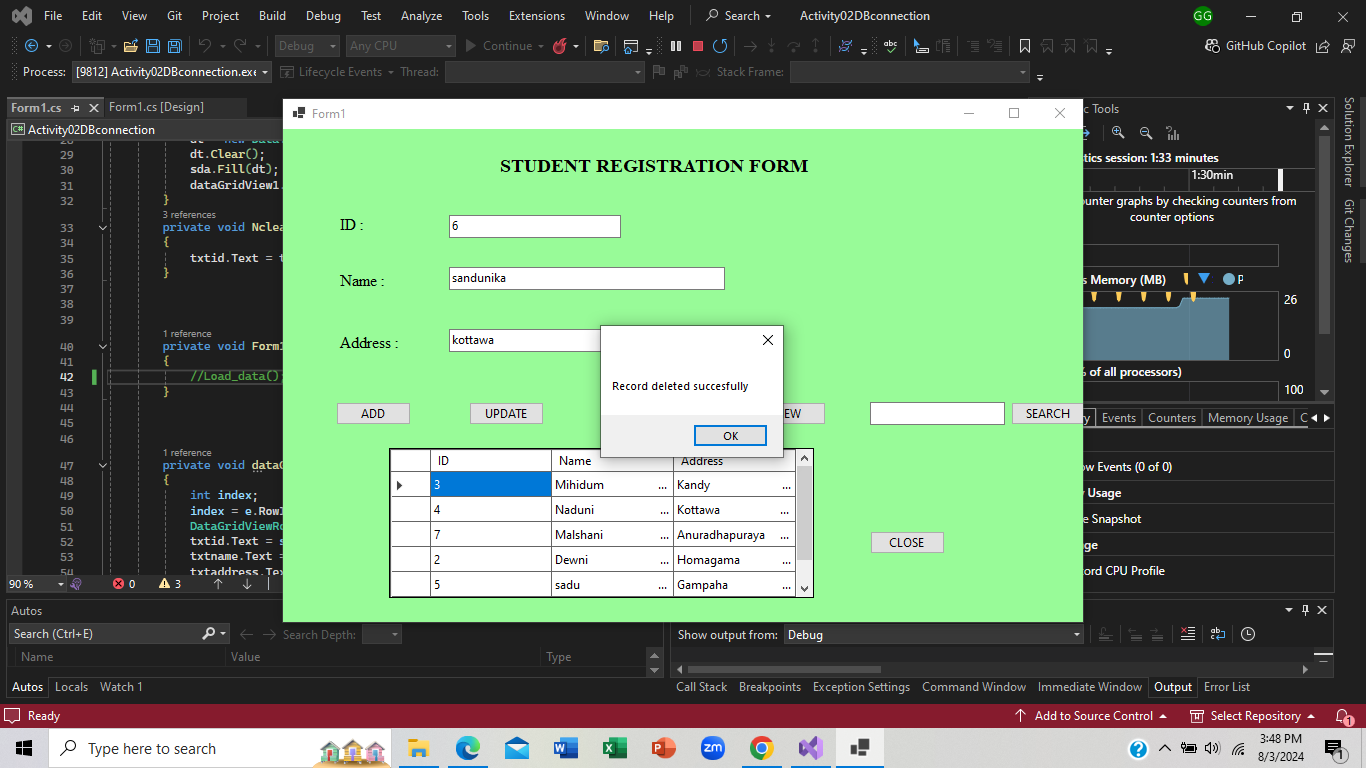 File Edit View Git Project Build Debug Test Analyze Tools Extensions Window Help Search Activity02DBconnection GG
Debug Any CPU Continue GitHub Copilot
Process: [9812] Activity02DBconnection.exe Lifecycle Events Thread: Stack Frame:
Form1.cs Form1.cs [Design]
Activity02DBconnection
29 dt.Clear();
30 sda.Fill(dt);
31 dataGridView1.
32 }
3 references
33 private void Nclea
34 {
35 txtid.Text = t
36 }
37
38
39
1 reference
40 private void Form1
41 {
42 //Load_data();
43 }
44
45
46
1 reference
47 private void data
48 {
49 int index;
50 index = e.RowI
51 DataGridViewRo
52 txtid.Text = s
53 txtname.Text =
54 txtaddress.Tex
90 % 0 3
Form1
STUDENT REGISTRATION FORM
ID : 6
Name : sandunika
Address : kottawa
Record deleted succesfully
OK
ADD UPDATE EW SEARCH
ID Name Address
3 Mihidum ... Kandy ...
4 Naduni ... Kottawa ...
7 Malshani ... Anuradhapuraya ...
2 Dewni ... Homagama ...
5 sadu ... Gampaha ...
CLOSE
c Tools
tics session: 1:33 minutes
1:30min
unter graphs by checking counters from
counter options
s Memory (MB) P
26
0
% of all processors)
100
y Events Counters Memory Usage C
ow Events (0 of 0)
y Usage
e Snapshot
ge
ord CPU Profile
Solution Explorer
Git Changes
Autos
Search (Ctrl+E) Search Depth:
Name Value Type
Autos Locals Watch 1
Show output from: Debug
Call Stack Breakpoints Exception Settings Command Window Immediate Window Output Error List
Ready Add to Source Control Select Repository 1
Type here to search
zm
3:48 PM
8/3/2024
1